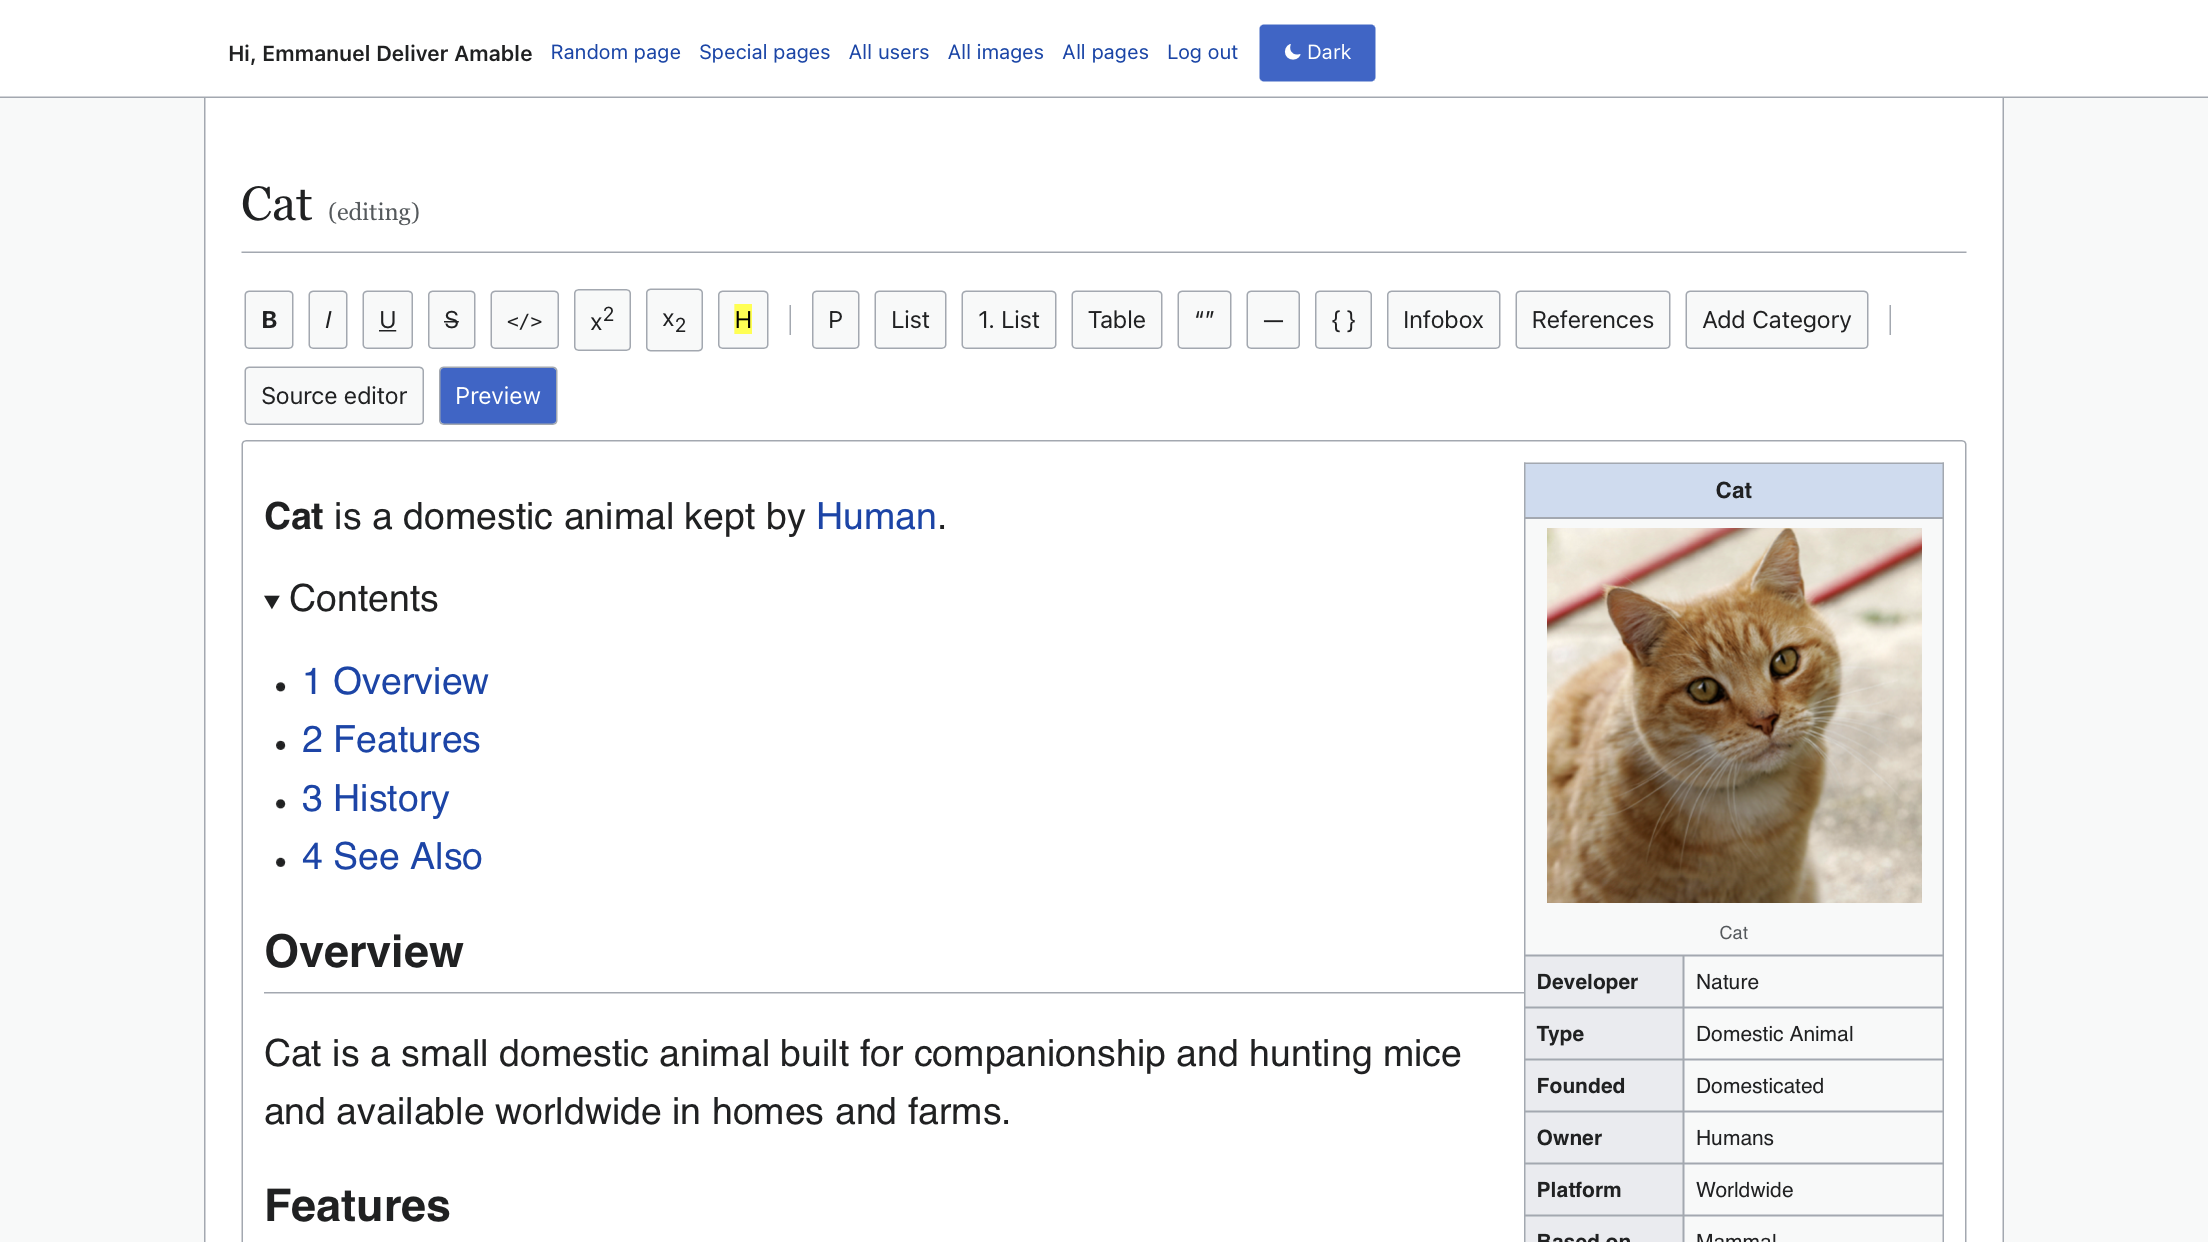 Hi, Emmanuel Deliver Amable Random page Special pages All users All images All pages Log out Dark
Cat (editing)
B I U S </> x2 x2 H | P List 1. List Table “” — { } Infobox References Add Category |
Source editor Preview
Cat is a domestic animal kept by Human.
Contents
1 Overview
2 Features
3 History
4 See Also
Overview
Cat is a small domestic animal built for companionship and hunting mice
and available worldwide in homes and farms.
Features
Cat
Cat
Developer Nature
Type Domestic Animal
Founded Domesticated
Owner Humans
Platform Worldwide
Based on Mammal